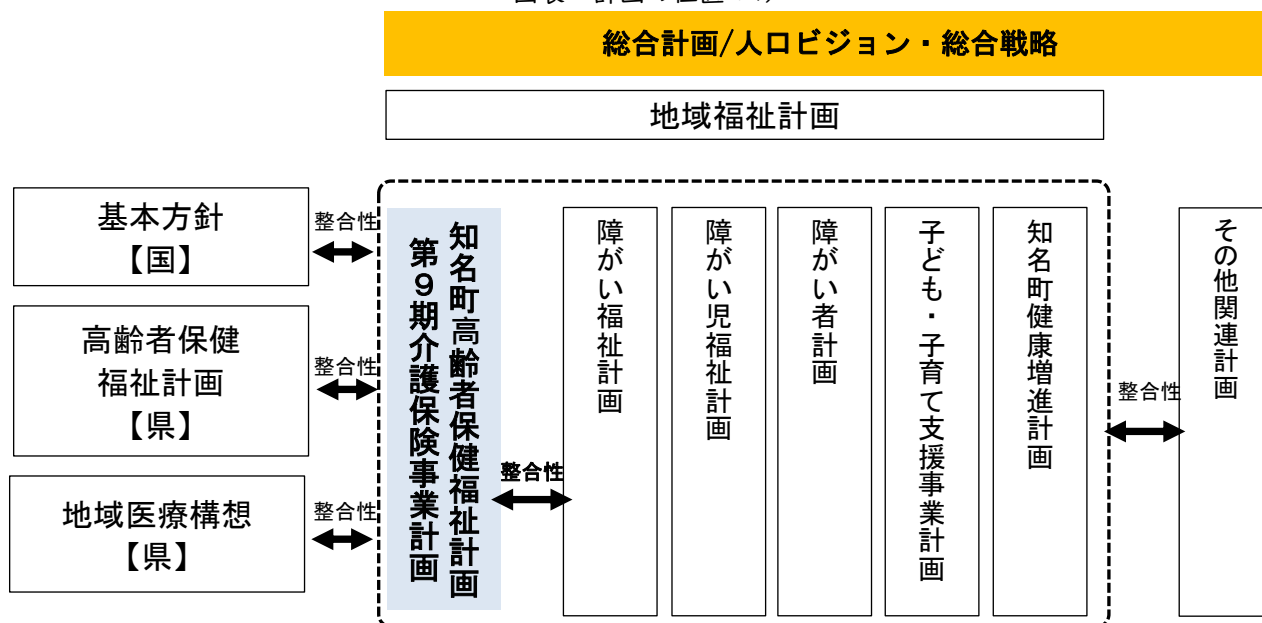 総合計画/人口ビジョン・総合戦略
地域福祉計画
基本方針
【国】
整合性
高齢者保健
福祉計画
【県】
整合性
地域医療構想
【県】
整合性
知名町高齢者保健福祉計画
第9期介護保険事業計画
整合性
障がい福祉計画
障がい児福祉計画
障がい者計画
子ども・子育て支援事業計画
知名町健康増進計画
整合性
その他関連計画